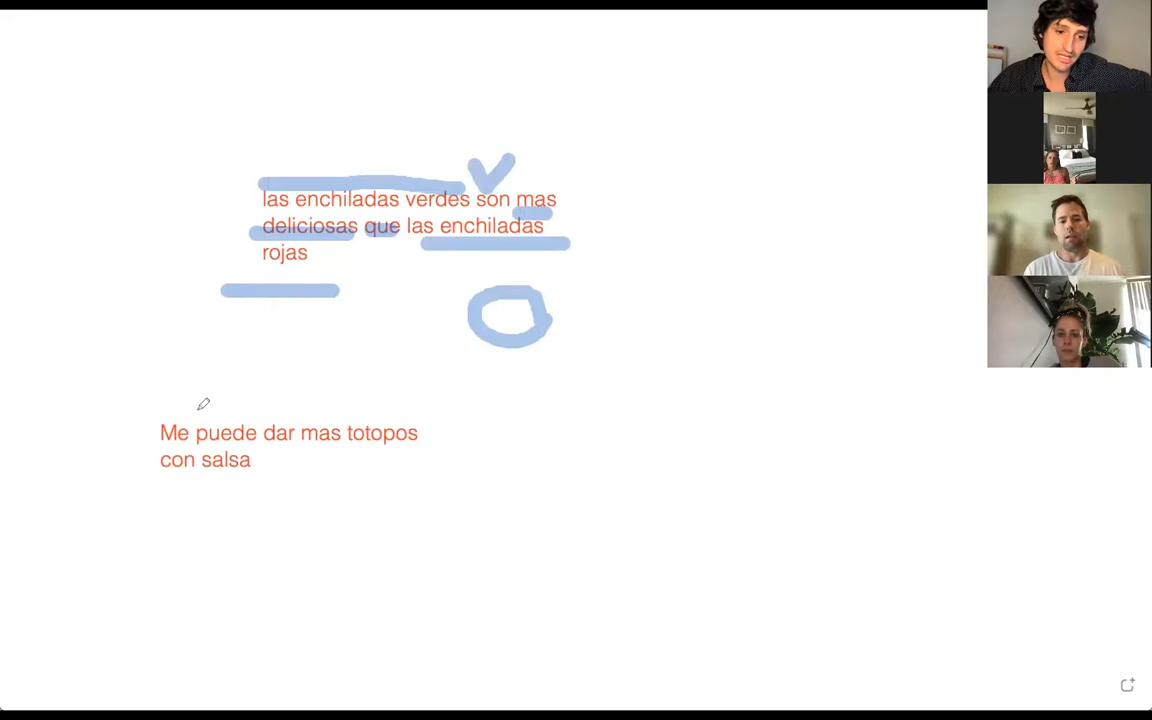 las enchiladas verdes son mas
deliciosas que las enchiladas
rojas
Me puede dar mas totopos
con salsa